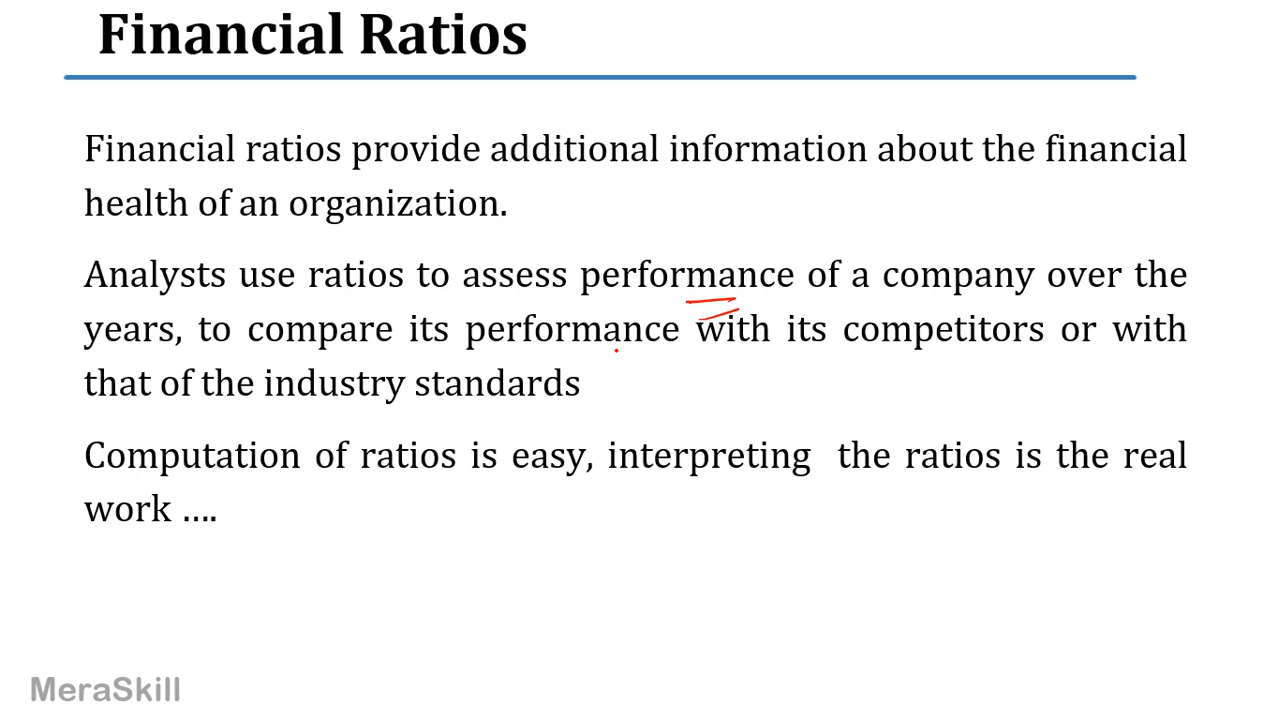 Financial Ratios
Financial ratios provide additional information about the financial
health of an organization.
Analysts use ratios to assess performance of a company over the
years, to compare its performance with its competitors or with
that of the industry standards
Computation of ratios is easy, interpreting the ratios is the real
work ....
MeraSkill